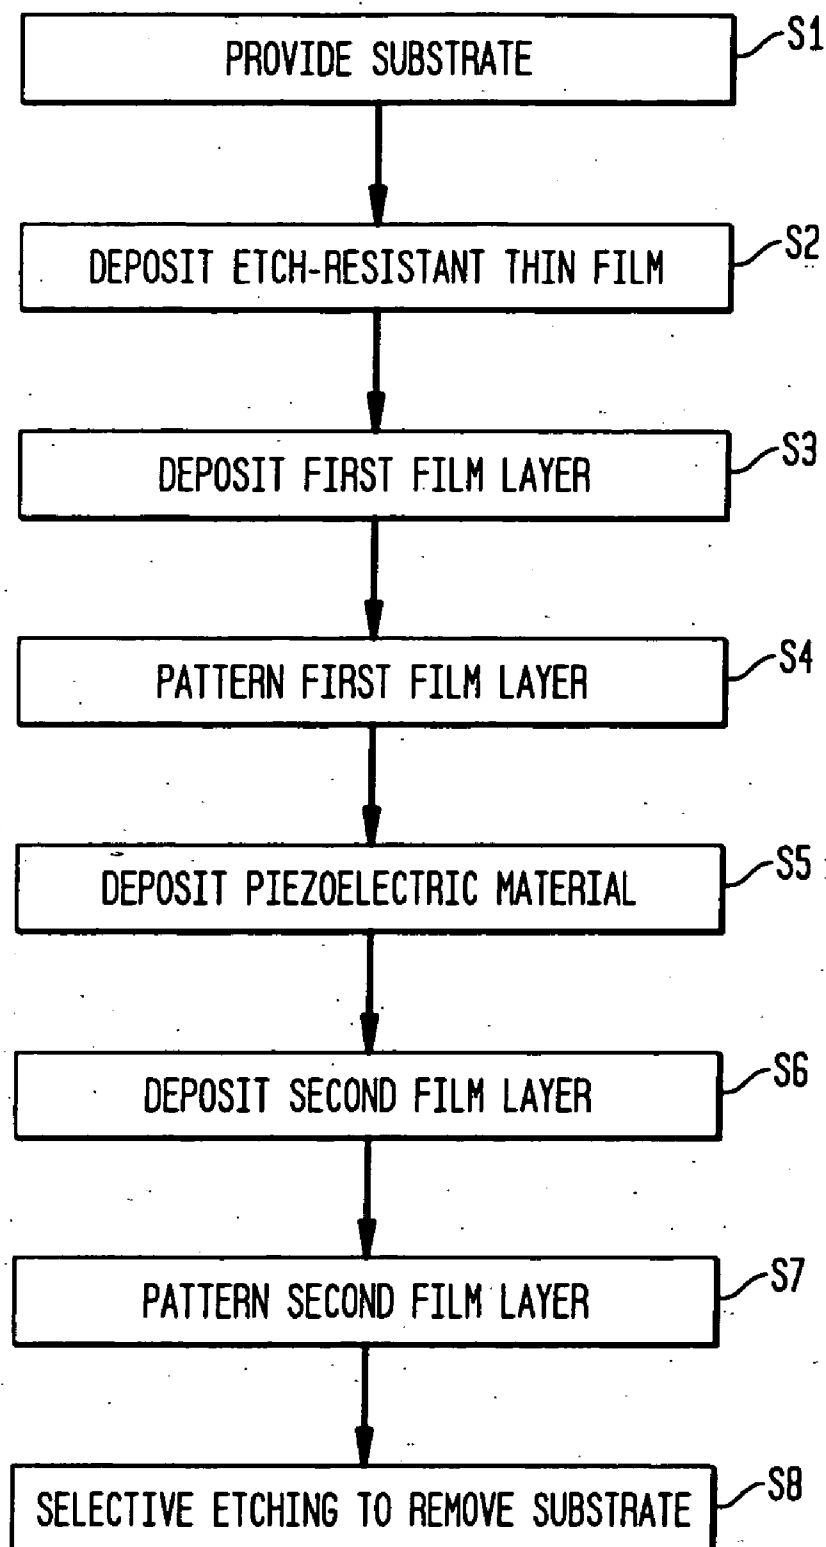 PROVIDE SUBSTRATE S1
DEPOSIT ETCH-RESISTANT THIN FILM S2
DEPOSIT FIRST FILM LAYER S3
PATTERN FIRST FILM LAYER S4
DEPOSIT PIEZOELECTRIC MATERIAL S5
DEPOSIT SECOND FILM LAYER S6
PATTERN SECOND FILM LAYER S7
SELECTIVE ETCHING TO REMOVE SUBSTRATE S8